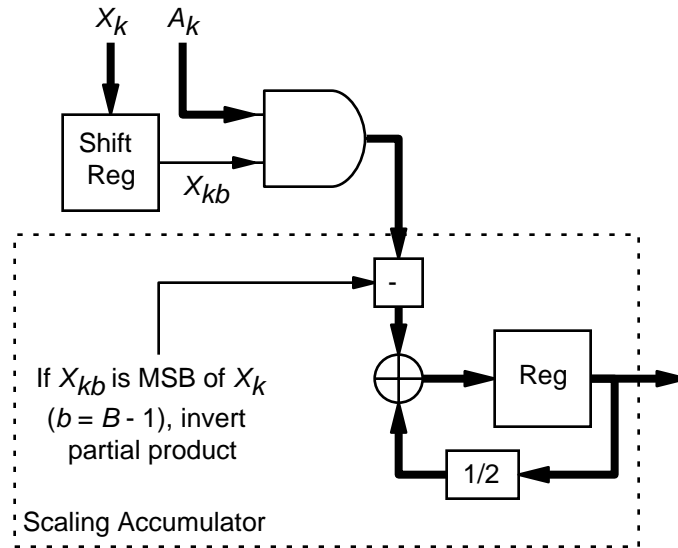 X_k
A_k
Shift
Reg
X_kb
-
If X_kb is MSB of X_k
(b = B - 1), invert
partial product
Reg
1/2
Scaling Accumulator